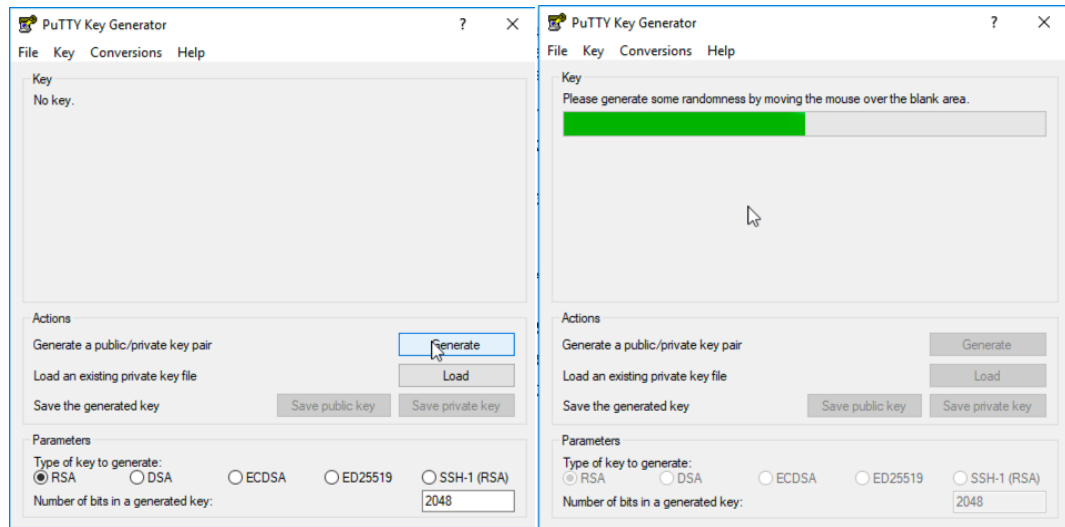 PuTTY Key Generator ? ×
File Key Conversions Help
Key
No key.
Actions
Generate a public/private key pair Generate
Load an existing private key file Load
Save the generated key Save public key Save private key
Parameters
Type of key to generate:
RSA DSA ECDSA ED25519 SSH-1 (RSA)
Number of bits in a generated key: 2048
PuTTY Key Generator ? ×
File Key Conversions Help
Key
Please generate some randomness by moving the mouse over the blank area.
Actions
Generate a public/private key pair Generate
Load an existing private key file Load
Save the generated key Save public key Save private key
Parameters
Type of key to generate:
RSA DSA ECDSA ED25519 SSH-1 (RSA)
Number of bits in a generated key: 2048